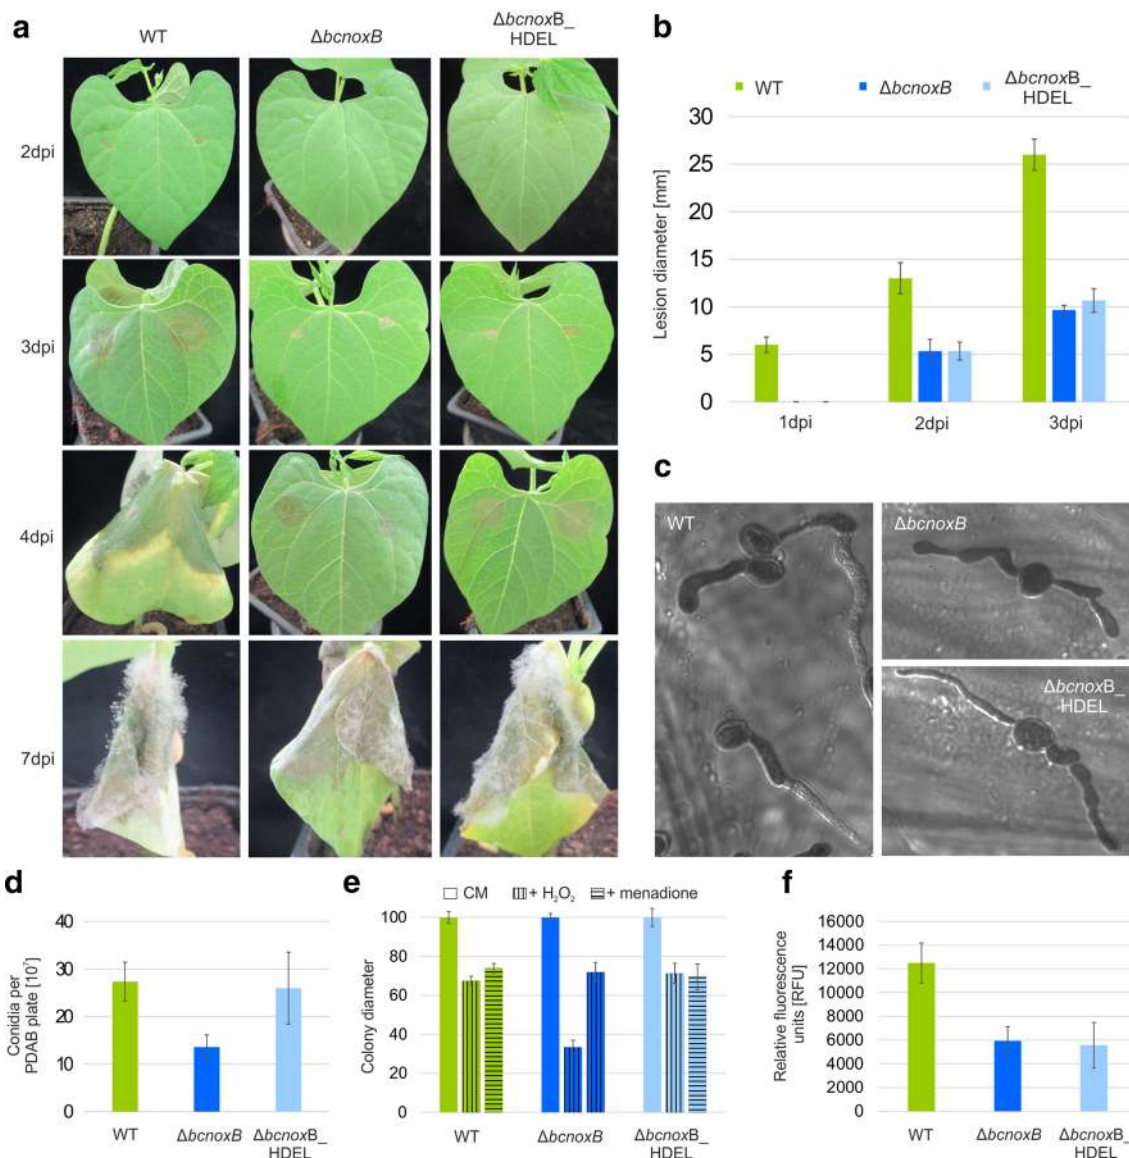 a
WT
ΔbcnoxB
ΔbcnoxB_
HDEL
2dpi
3dpi
4dpi
7dpi
b
WT
ΔbcnoxB
ΔbcnoxB_
HDEL
Lesion diameter [mm]
30
25
20
15
10
5
0
1dpi
2dpi
3dpi
c
WT
ΔbcnoxB
ΔbcnoxB_
HDEL
d
Conidia per
PDAB plate [10⁷]
40
30
20
10
0
WT
ΔbcnoxB
ΔbcnoxB_
HDEL
e
CM
+ H₂O₂
+ menadione
Colony diameter
100
80
60
40
20
0
WT
ΔbcnoxB
ΔbcnoxB_
HDEL
f
Relative fluorescence
units [RFU]
16000
14000
12000
10000
8000
6000
4000
2000
0
WT
ΔbcnoxB
ΔbcnoxB_
HDEL